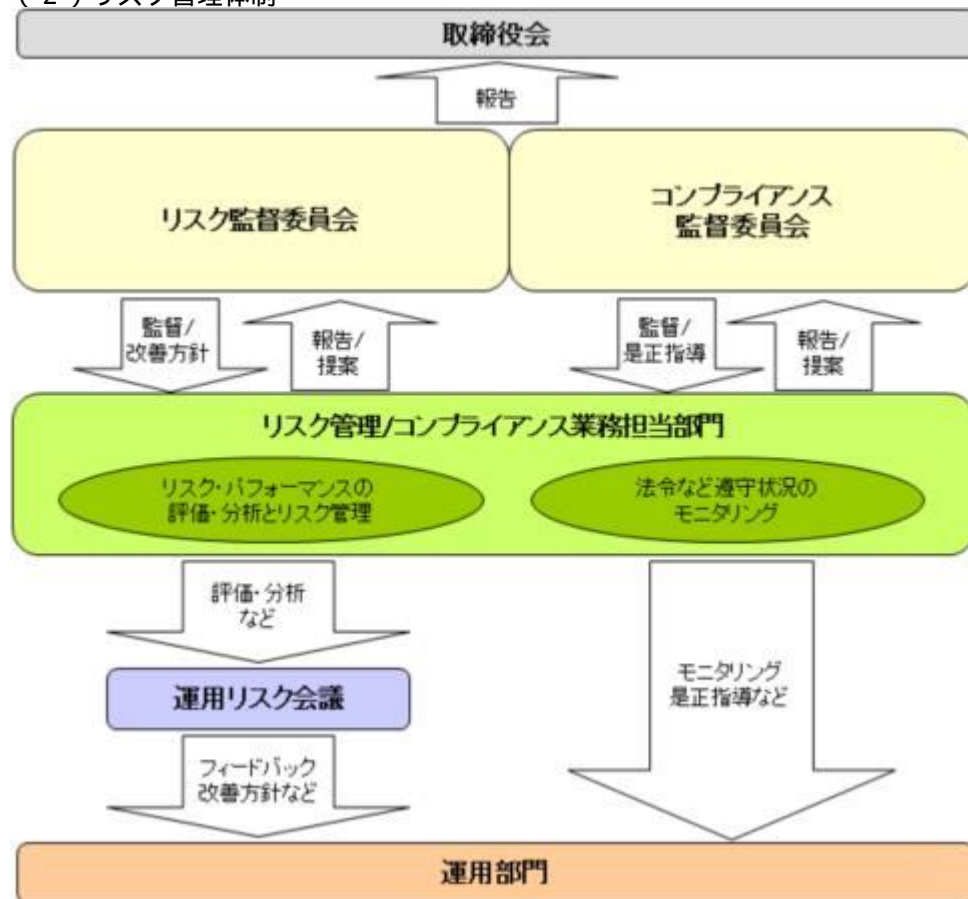 (2)リスク管理体制
取締役会
報告
リスク監督委員会
コンプライアンス
監督委員会
監督/
改善方針
報告/
提案
監督/
是正指導
報告/
提案
リスク管理/コンプライアンス業務担当部門
リスク・パフォーマンスの
評価・分析とリスク管理
法令など遵守状況の
モニタリング
評価・分析
など
運用リスク会議
モニタリング
是正指導など
フィードバック
改善方針など
運用部門